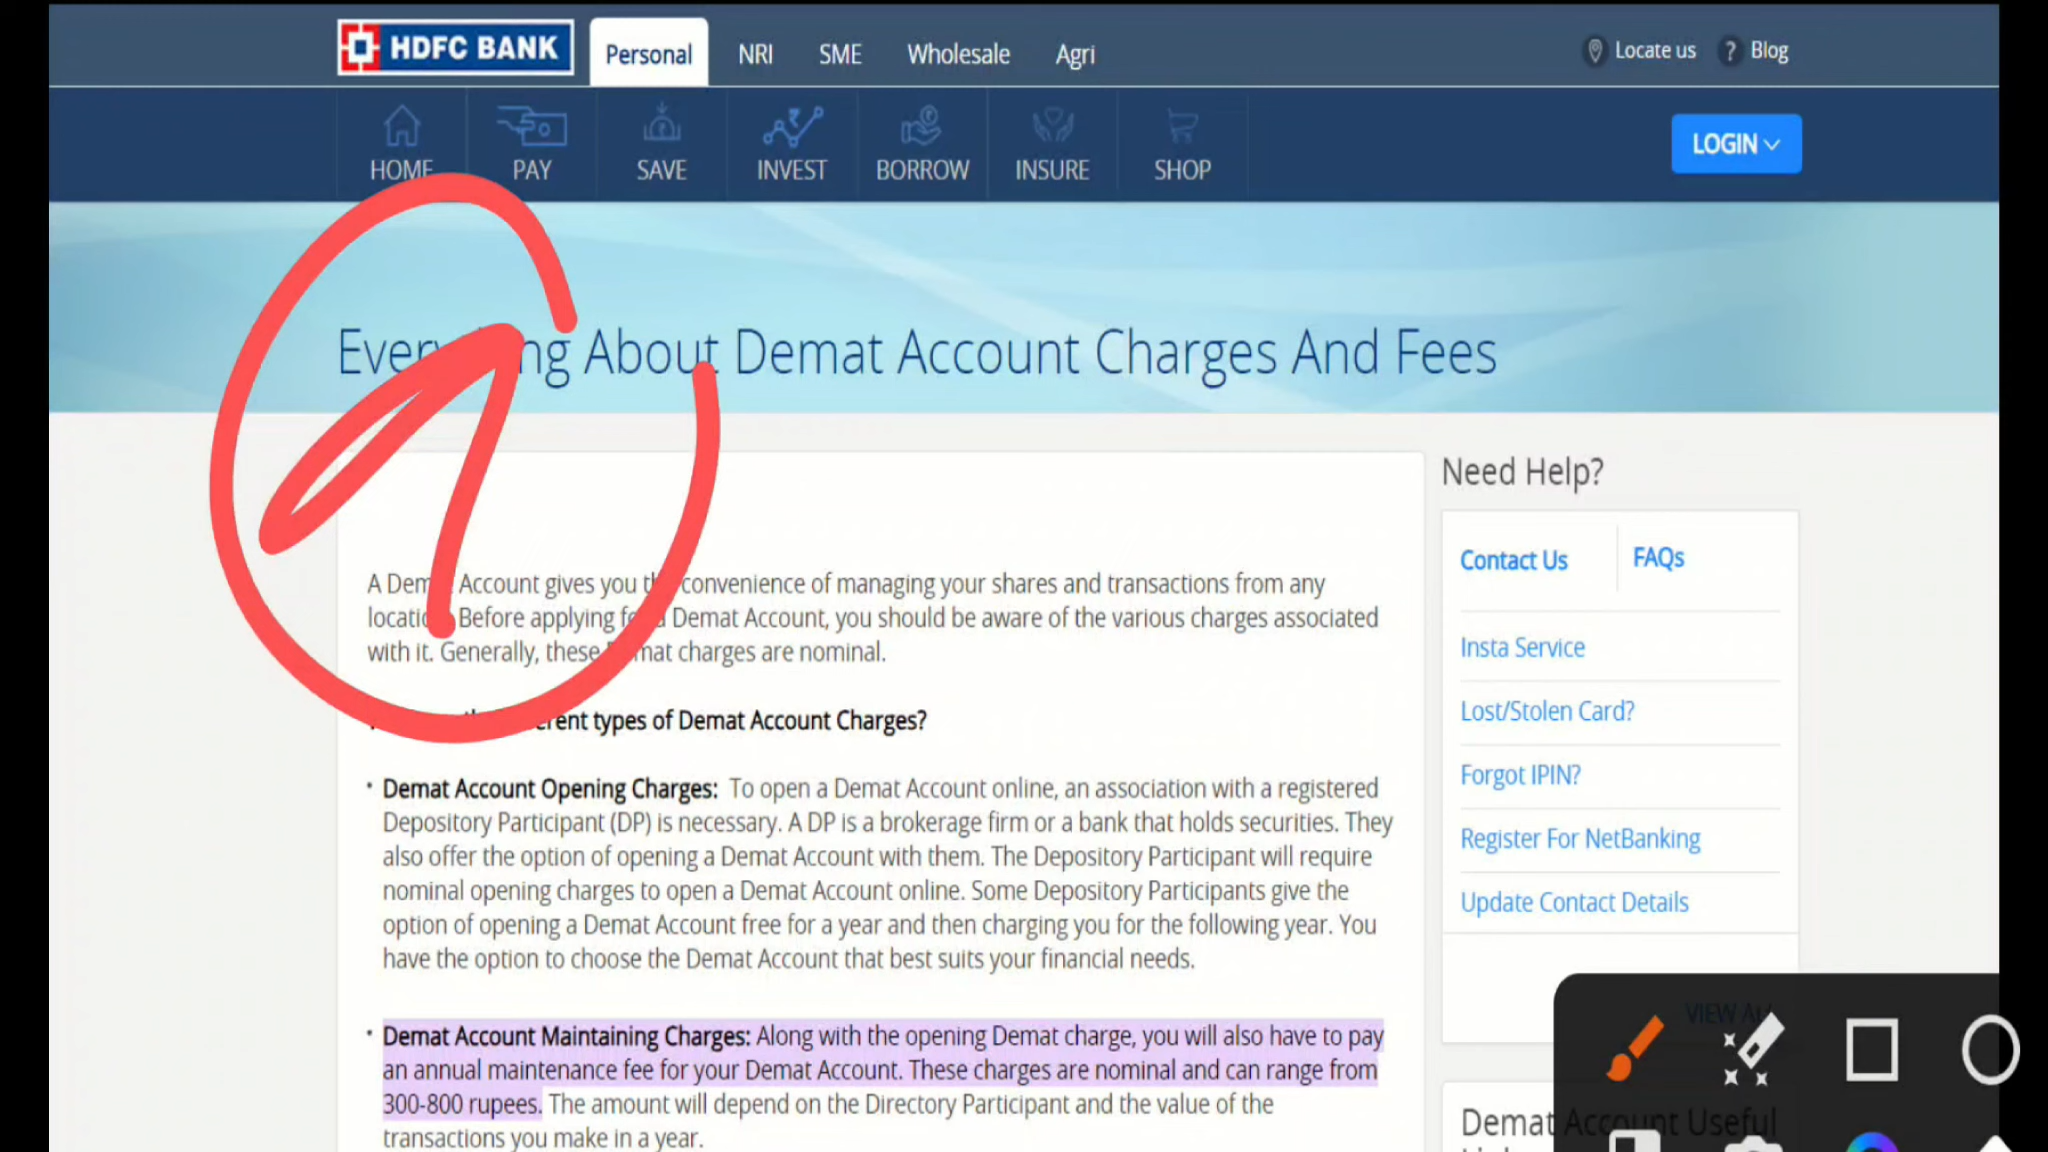 HDFC BANK
Personal
NRI
SME
Wholesale
Agri
Locate us
? Blog
HOME
PAY
SAVE
INVEST
BORROW
INSURE
SHOP
LOGIN
About Demat Account Charges And Fees
A Account gives you convenience of managing your shares and transactions from any
Before applying Demat Account, you should be aware of the various charges associated
with it. Generally, these charges are nominal.
types of Demat Account Charges?
• Demat Account Opening Charges: To open a Demat Account online, an association with a registered
Depository Participant (DP) is necessary. A DP is a brokerage firm or a bank that holds securities. They
also offer the option of opening a Demat Account with them. The Depository Participant will require
nominal opening charges to open a Demat Account online. Some Depository Participants give the
option of opening a Demat Account free for a year and then charging you for the following year. You
have the option to choose the Demat Account that best suits your financial needs.
• Demat Account Maintaining Charges: Along with the opening Demat charge, you will also have to pay
an annual maintenance fee for your Demat Account. These charges are nominal and can range from
300-800 rupees. The amount will depend on the Directory Participant and the value of the
transactions you make in a year.
Need Help?
Contact Us
FAQs
Insta Service
Lost/Stolen Card?
Forgot IPIN?
Register For NetBanking
Update Contact Details
Demat Account Useful